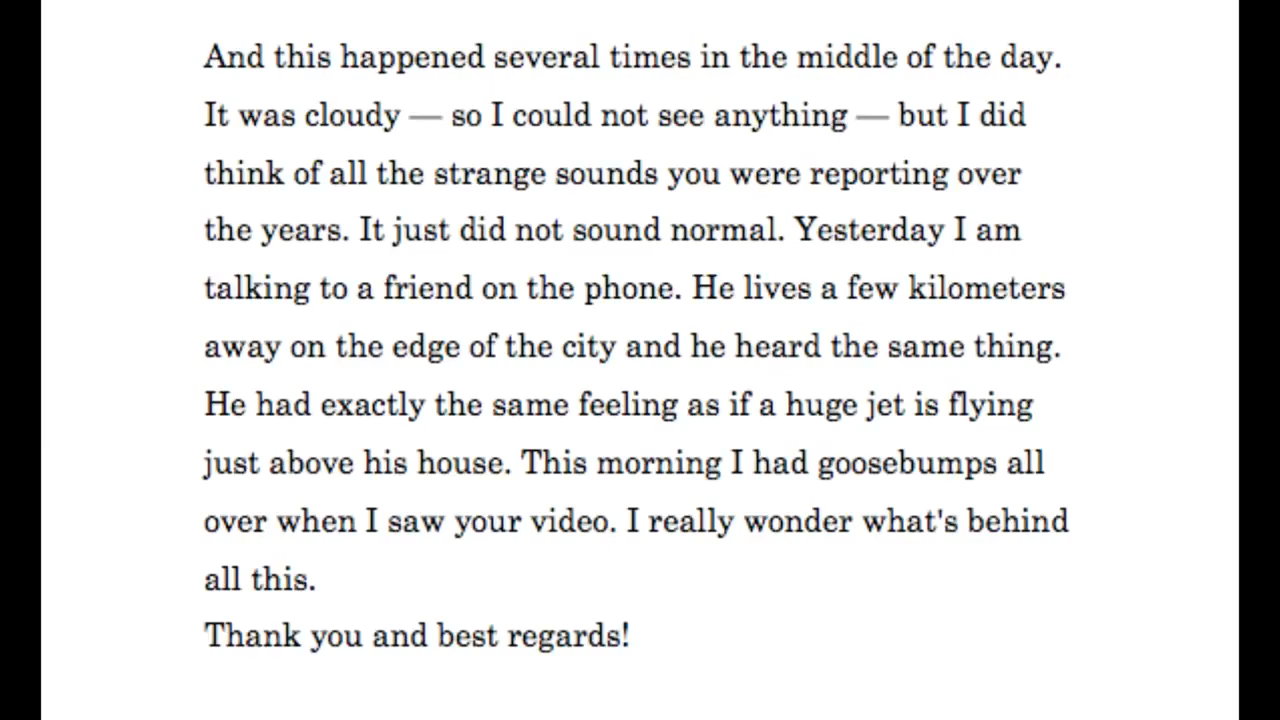 And this happened several times in the middle of the day.
It was cloudy — so I could not see anything — but I did
think of all the strange sounds you were reporting over
the years. It just did not sound normal. Yesterday I am
talking to a friend on the phone. He lives a few kilometers
away on the edge of the city and he heard the same thing.
He had exactly the same feeling as if a huge jet is flying
just above his house. This morning I had goosebumps all
over when I saw your video. I really wonder what's behind
all this.
Thank you and best regards!